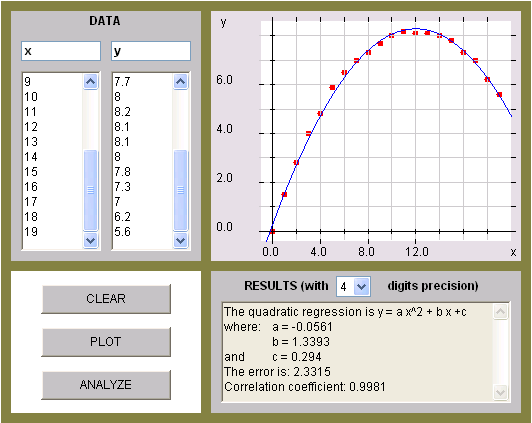 DATA
x y
9 7.7
10 8
11 8.2
12 8.1
13 8.1
14 8
15 7.8
16 7.3
17 7
18 6.2
19 5.6
CLEAR
PLOT
ANALYZE
y
6.0
4.0
2.0
0.0
0.0 4.0 8.0 12.0 x
RESULTS (with 4 digits precision)
The quadratic regression is y = a x^2 + b x +c
where: a = -0.0561
b = 1.3393
and c = 0.294
The error is: 2.3315
Correlation coefficient: 0.9981